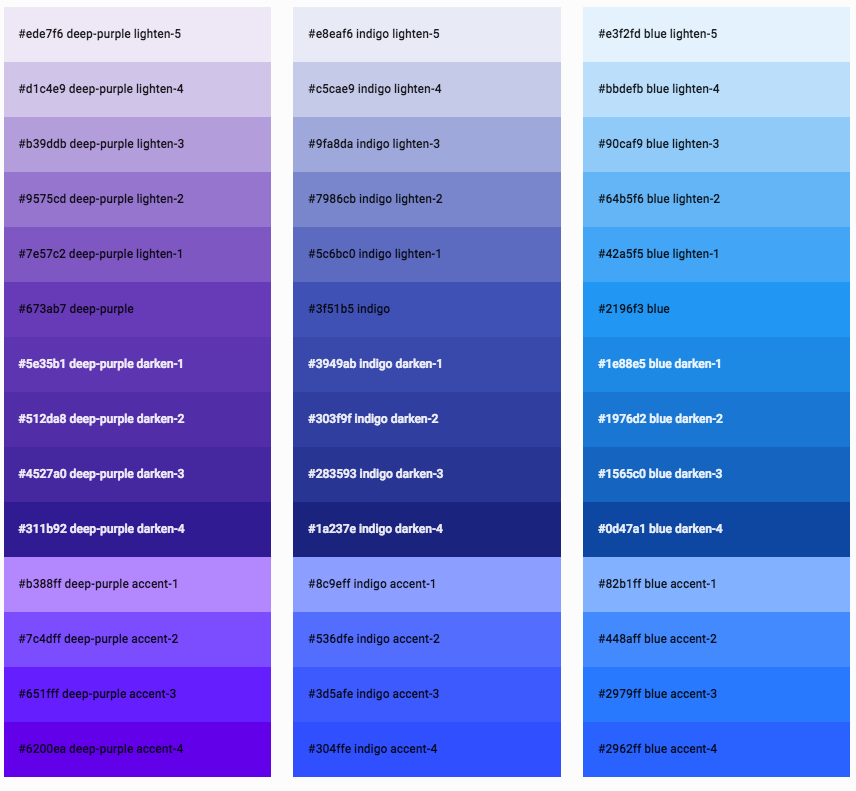 #ede7f6 deep-purple lighten-5
#d1c4e9 deep-purple lighten-4
#b39ddb deep-purple lighten-3
#9575cd deep-purple lighten-2
#7e57c2 deep-purple lighten-1
#673ab7 deep-purple
#5e35b1 deep-purple darken-1
#512da8 deep-purple darken-2
#4527a0 deep-purple darken-3
#311b92 deep-purple darken-4
#b388ff deep-purple accent-1
#7c4dff deep-purple accent-2
#651fff deep-purple accent-3
#6200ea deep-purple accent-4
#e8eaf6 indigo lighten-5
#c5cae9 indigo lighten-4
#9fa8da indigo lighten-3
#7986cb indigo lighten-2
#5c6bc0 indigo lighten-1
#3f51b5 indigo
#3949ab indigo darken-1
#303f9f indigo darken-2
#283593 indigo darken-3
#1a237e indigo darken-4
#8c9eff indigo accent-1
#536dfe indigo accent-2
#3d5afe indigo accent-3
#304ffe indigo accent-4
#e3f2fd blue lighten-5
#bbdefb blue lighten-4
#90caf9 blue lighten-3
#64b5f6 blue lighten-2
#42a5f5 blue lighten-1
#2196f3 blue
#1e88e5 blue darken-1
#1976d2 blue darken-2
#1565c0 blue darken-3
#0d47a1 blue darken-4
#82b1ff blue accent-1
#448aff blue accent-2
#2979ff blue accent-3
#2962ff blue accent-4